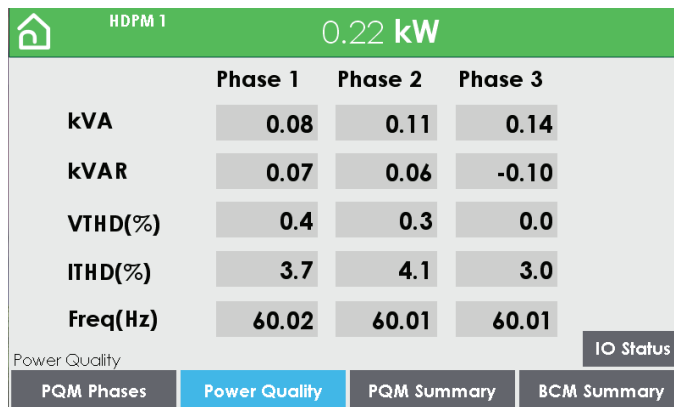 HDPM 1
0.22 kW
Phase 1 Phase 2 Phase 3
kVA 0.08 0.11 0.14
kVAR 0.07 0.06 -0.10
VTHD(%) 0.4 0.3 0.0
ITHD(%) 3.7 4.1 3.0
Freq(Hz) 60.02 60.01 60.01
IO Status
Power Quality
PQM Phases Power Quality PQM Summary BCM Summary